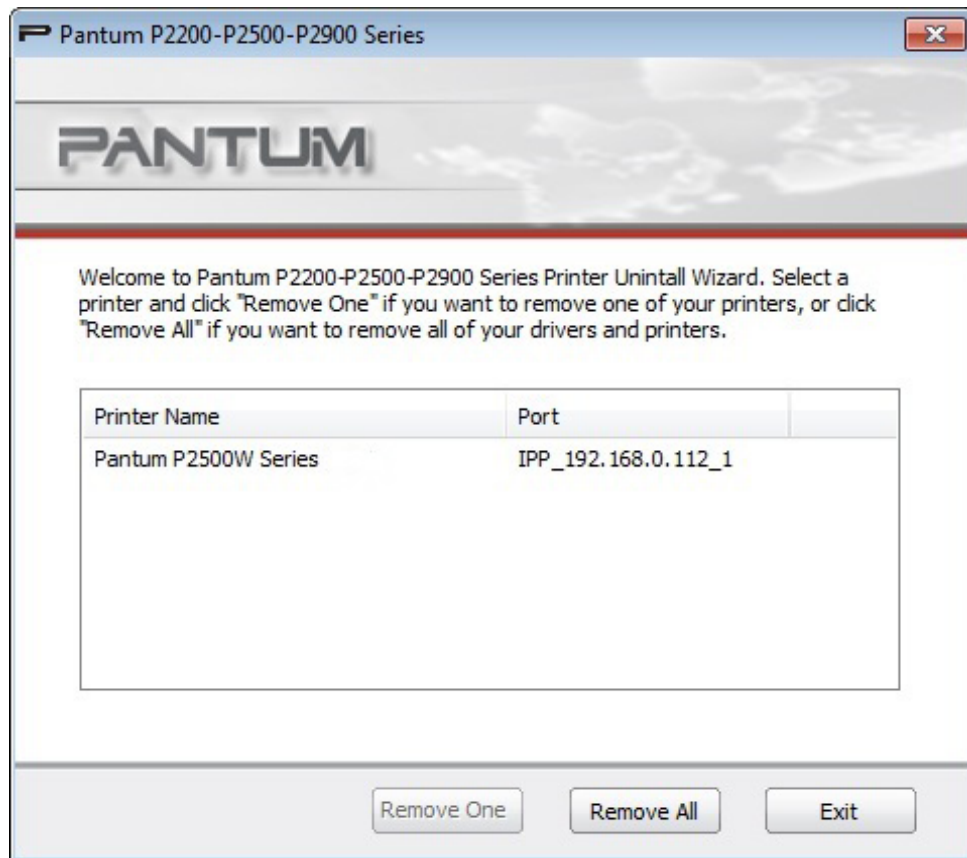 Pantum P2200-P2500-P2900 Series
PANTUM
Welcome to Pantum P2200-P2500-P2900 Series Printer Unintall Wizard. Select a
printer and click "Remove One" if you want to remove one of your printers, or click
"Remove All" if you want to remove all of your drivers and printers.
Printer Name Port
Pantum P2500W Series IPP_192.168.0.112_1
Remove One Remove All Exit